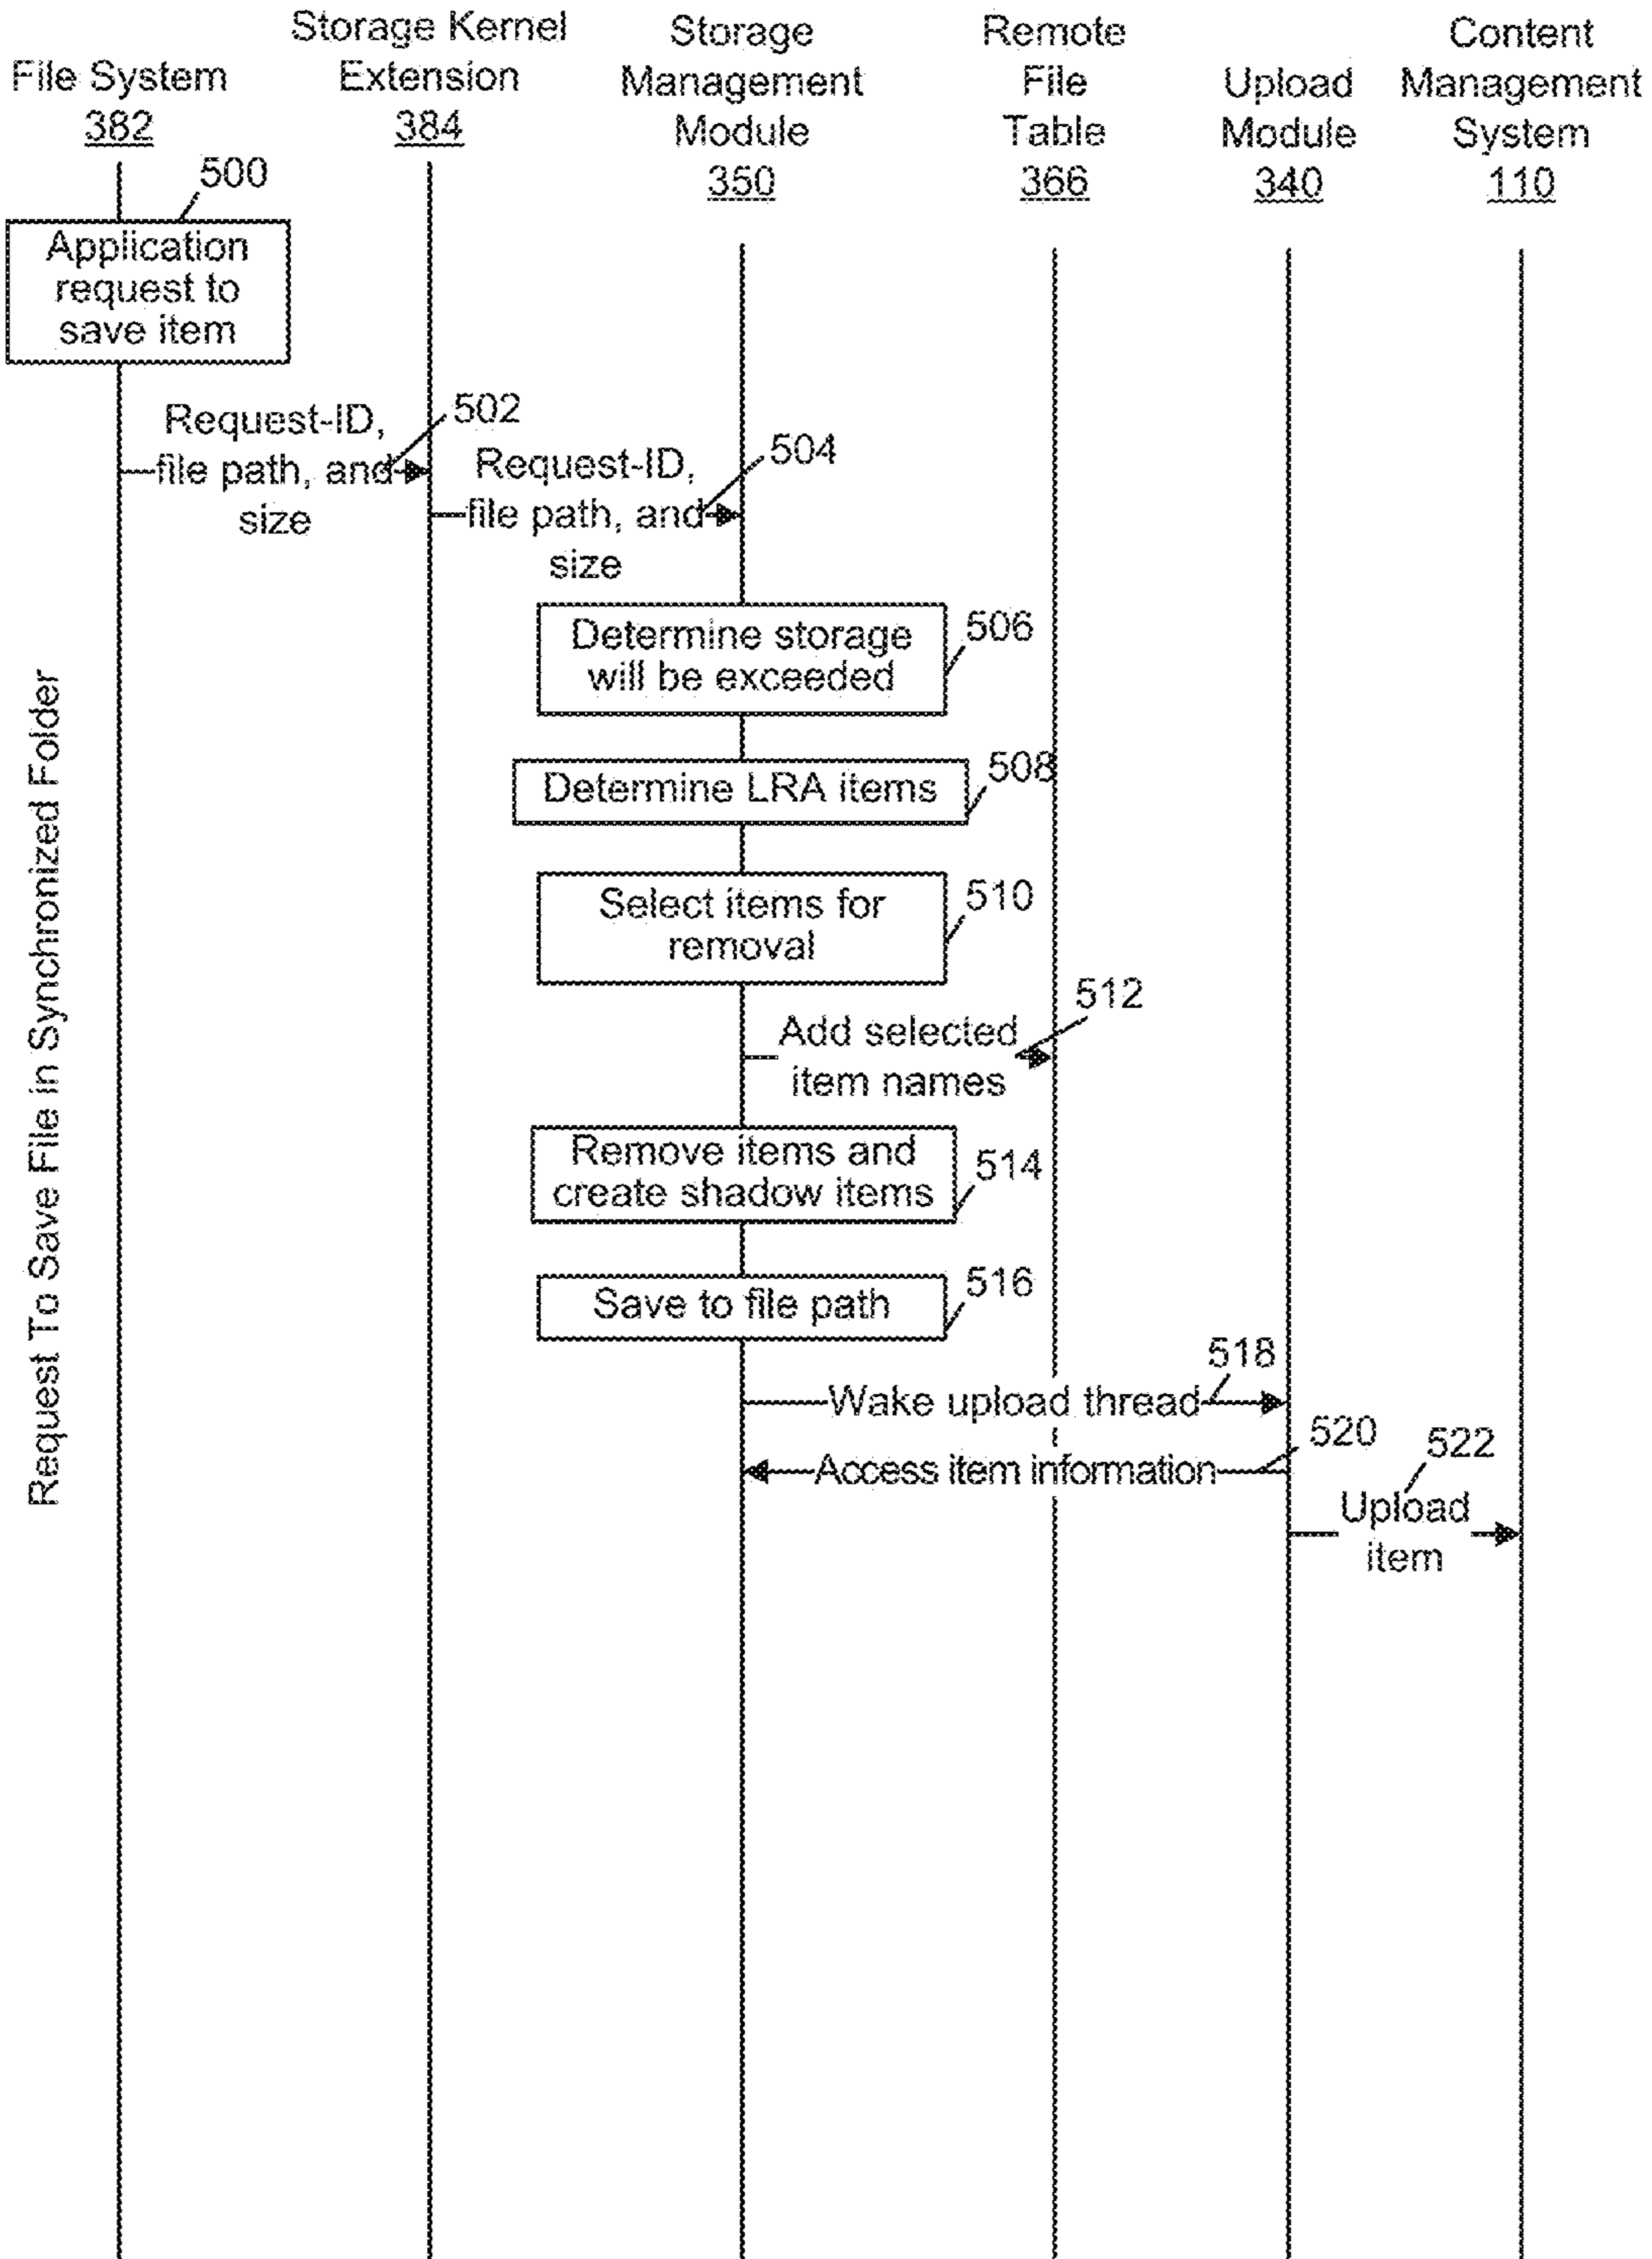 File System
382
Storage Kernel
Extension
384
Storage
Management
Module
350
Remote
File
Table
366
Upload
Module
340
Content
Management
System
110
500
Application
request to
save item
502
Request-ID,
file path, and
size
504
Request-ID,
file path, and
size
Determine storage
will be exceeded
506
Determine LRA items
508
Select items for
removal
510
512
Add selected
item names
Remove items and
create shadow items
514
Save to file path
516
518
Wake upload thread
520
Access item information
522
Upload
item
Request To Save File in Synchronized Folder